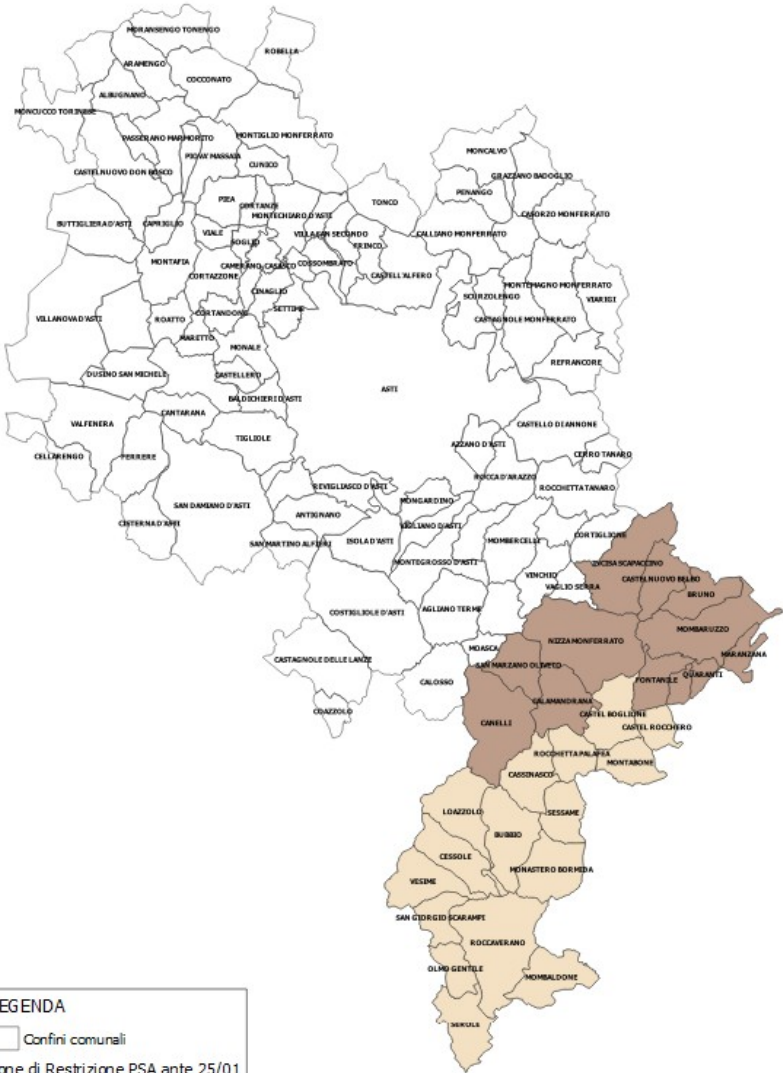 MORANSENGO TONENGO
ROBELLA
ARAMENGO
COCCONATO
ALBUGNANO
MONCUCCO TORINESE
PASSERANO MARMORITO
MONTIGLIO MONFERRATO
PIOVA' MASSAIA
CUNICO
CASTELNUOVO DON BOSCO
MONCALVO
GRAZZANO BADOGLIO
PENANGO
PIEA
CORTANZE
TONCO
MONTECHIARO D'ASTI
CASORZO MONFERRATO
BUTTIGLIERA D'ASTI
CAPRIGLIO
VIALE
VILLA SAN SECONDO
CALLIANO MONFERRATO
SOGLIO
FRINCO
MONTAFIA
CAMERANO CASASCO
COSSOMBRATO
CORTAZZONE
CASTELL'ALFERO
CINAGLIO
MONTEMAGNO MONFERRATO
SCURZOLENGO
VIARIGI
SETTIME
CORTANDONE
VILLANOVA D'ASTI
ROATTO
CASTAGNOLE MONFERRATO
MARETTO
MONALE
REFRANCORE
DUSINO SAN MICHELE
CASTELLERO
ASTI
BALDICHIERI D'ASTI
CANTARANA
VALFENERA
CASTELLO DI ANNONE
TIGLIOLE
AZZANO D'ASTI
CELLARENGO
FERRERE
CERRO TANARO
ROCCA D'ARAZZO
REVIGLIASCO D'ASTI
ROCCHETTA TANARO
MONGARDINO
SAN DAMIANO D'ASTI
ANTIGNANO
CISTERNA D'ASTI
VIGLIANO D'ASTI
CORTIGLIONE
SAN MARTINO ALFIERI
ISOLA D'ASTI
MOMBERCELLI
MONTEGROSSO D'ASTI
INCISA SCAPACCINO
VINCHIO
CASTELNUOVO BELBO
VAGLIO SERRA
BRUNO
AGLIANO TERME
COSTIGLIOLE D'ASTI
MOMBARUZZO
NIZZA MONFERRATO
MOASCA
MARANZANA
CASTAGNOLE DELLE LANZE
SAN MARZANO OLIVETO
QUARANTI
CALOSSO
FONTANILE
CALAMANDRANA
COAZZOLO
CASTEL BOGLIONE
CANELLI
CASTEL ROCCHERO
ROCCHETTA PALAFEA
MONTABONE
CASSINASCO
LOAZZOLO
SESSAME
BUBBIO
CESSOLE
MONASTERO BORMIDA
VESIME
SAN GIORGIO SCARAMPI
ROCCAVERANO
OLMO GENTILE
MOMBALDONE
SEROLE
EGENDA
Confini comunali
one di Restrizione PSA ante 25/01